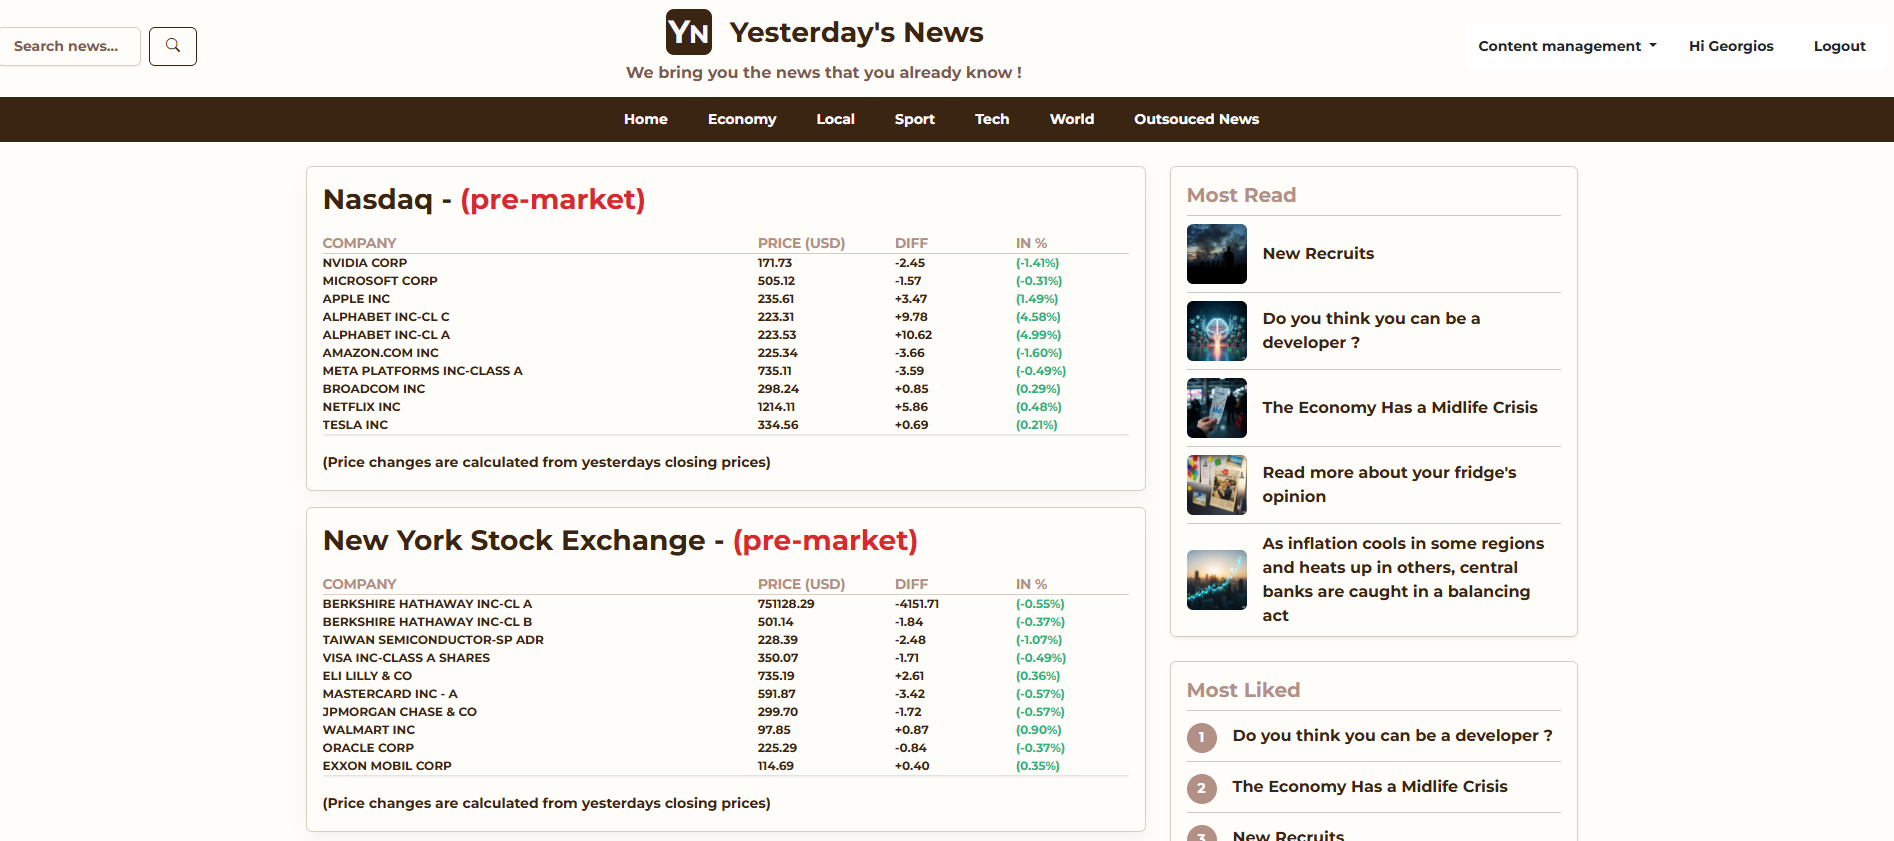 Search news...
YN Yesterday's News
We bring you the news that you already know !
Content management Hi Georgios Logout
Home Economy Local Sport Tech World Outsouced News
Nasdaq - (pre-market)
COMPANY PRICE (USD) DIFF IN %
NVIDIA CORP 171.73 -2.45 (-1.41%)
MICROSOFT CORP 505.12 -1.57 (-0.31%)
APPLE INC 235.61 +3.47 (1.49%)
ALPHABET INC-CL C 223.31 +9.78 (4.58%)
ALPHABET INC-CL A 223.53 +10.62 (4.99%)
AMAZON.COM INC 225.34 -3.66 (-1.60%)
META PLATFORMS INC-CLASS A 735.11 -3.59 (-0.49%)
BROADCOM INC 298.24 +0.85 (0.29%)
NETFLIX INC 1214.11 +5.86 (0.48%)
TESLA INC 334.56 +0.69 (0.21%)
(Price changes are calculated from yesterdays closing prices)
New York Stock Exchange - (pre-market)
COMPANY PRICE (USD) DIFF IN %
BERKSHIRE HATHAWAY INC-CL A 751128.29 -4151.71 (-0.55%)
BERKSHIRE HATHAWAY INC-CL B 501.14 -1.84 (-0.37%)
TAIWAN SEMICONDUCTOR-SP ADR 228.39 -2.48 (-1.07%)
VISA INC-CLASS A SHARES 350.07 -1.71 (-0.49%)
ELI LILLY & CO 735.19 +2.61 (0.36%)
MASTERCARD INC - A 591.87 -3.42 (-0.57%)
JPMORGAN CHASE & CO 299.70 -1.72 (-0.57%)
WALMART INC 97.85 +0.87 (0.90%)
ORACLE CORP 225.29 -0.84 (-0.37%)
EXXON MOBIL CORP 114.69 +0.40 (0.35%)
(Price changes are calculated from yesterdays closing prices)
Most Read
New Recruits
Do you think you can be a
developer ?
The Economy Has a Midlife Crisis
Read more about your fridge's
opinion
As inflation cools in some regions
and heats up in others, central
banks are caught in a balancing
act
Most Liked
1 Do you think you can be a developer ?
2 The Economy Has a Midlife Crisis
3 New Recruits